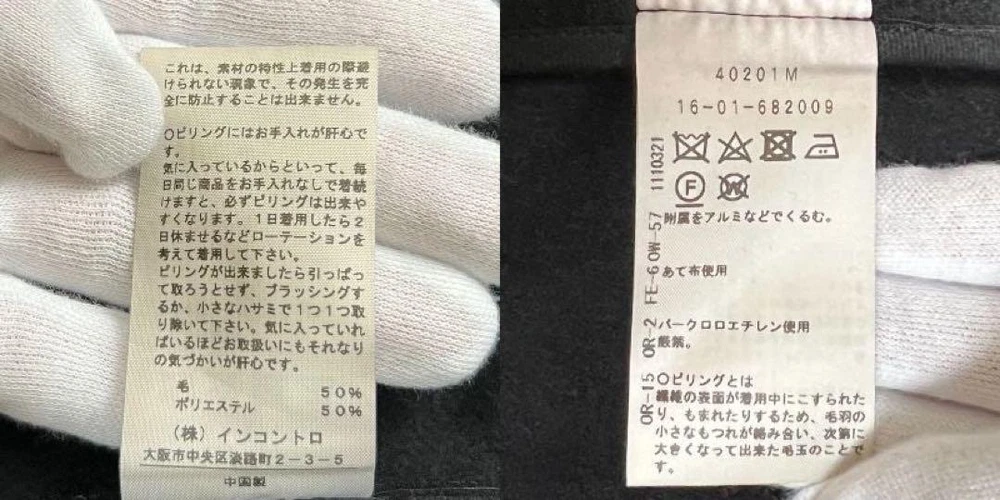 これは、素材の特性上着用の際避
けられない現象で、その発生を完
全に防止することは出来ません。
○ピリングにはお手入れが肝心で
す。
気に入っているからといって、毎
日同じ商品をお手入れなしで着続
けますと、必ずピリングは出来や
すくなります。1日着用したら2
日休ませるなどローテーションを
考えて着用して下さい。
ピリングが出来ましたら引っぱっ
て取ろうとせず、ブラッシングす
るか、小さなハサミで1つ1つ取
り除いて下さい。気に入っていれ
ばいるほどお取扱いにもそれなり
の気づかいが肝心です。
毛 50%
ポリエステル 50%
(株)インコントロ
大阪市中央区淡路町2-3-5
中国製
40201M
16-01-682009
F
W
附属をアルミなどでくるむ。
あて布使用
パークロロエチレン使用
厳禁。
○ピリングとは
繊維の表面が着用中にこすられた
り、もまれたりするため、毛羽の
小さなもつれが絡み合い、次第に
大きくなって出来た毛玉のことで
す。
OR-15 OR-2 FE-6 OW-57 1110321